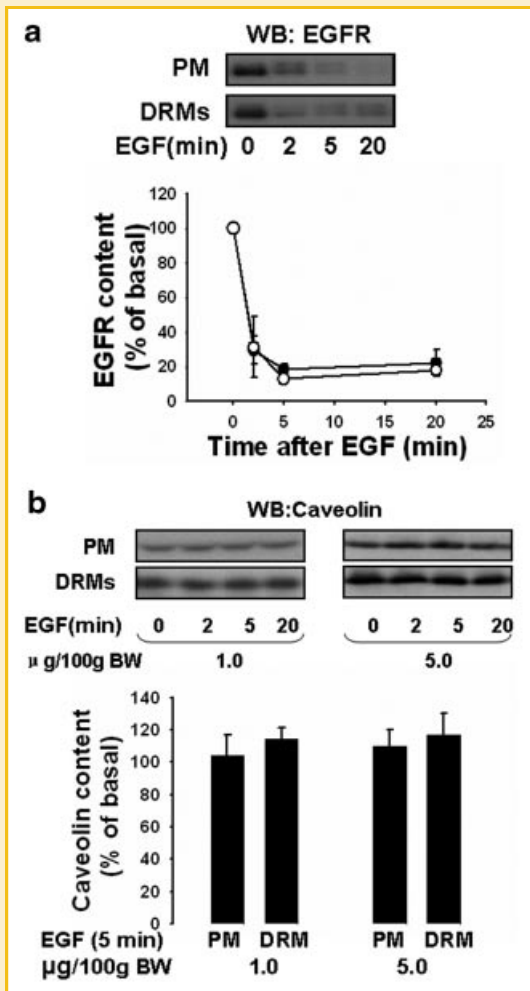 a
WB: EGFR
PM
DRMs
EGF(min) 0 2 5 20
EGFR content
(% of basal)
120
100
80
60
40
20
0
0 5 10 15 20 25
Time after EGF (min)
b
WB:Caveolin
PM
DRMs
EGF(min) 0 2 5 20 0 2 5 20
μ g/100g BW 1.0 5.0
Caveolin content
(% of basal)
140
120
100
80
60
40
20
0
EGF (5 min) PM DRM PM DRM
μg/100g BW 1.0 5.0